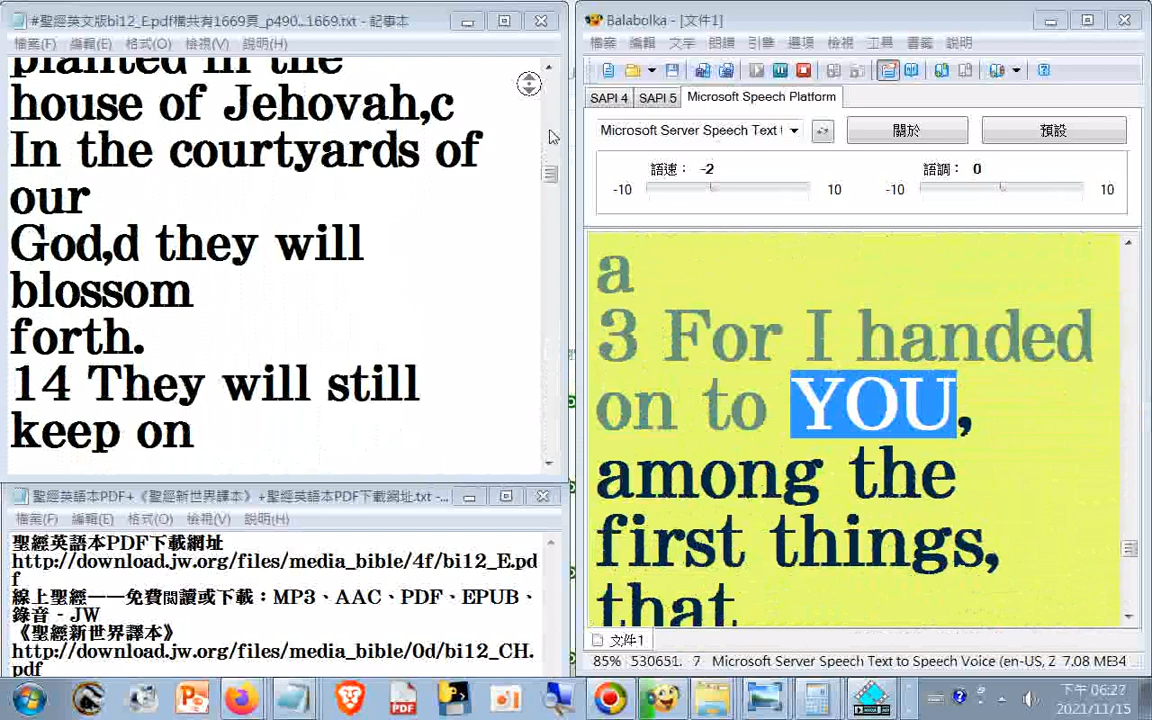 #聖經英文版bi12_E.pdf檔共有1669頁_p490...1669.txt - 記事本
檔案(F) 編輯(E) 格式(O) 檢視(V) 說明(H)
planted in the
house of Jehovah,c
In the courtyards of
our
God,d they will
blossom
forth.
14 They will still
keep on
聖經英語本PDF+《聖經新世界譯本》+聖經英語本PDF下載網址.txt -...
檔案(F) 編輯(E) 格式(O) 檢視(V) 說明(H)
聖經英語本PDF下載網址
http://download.jw.org/files/media_bible/4f/bi12_E.pd
f
線上聖經——免費閱讀或下載：MP3、AAC、PDF、EPUB、
錄音 - JW
《聖經新世界譯本》
http://download.jw.org/files/media_bible/0d/bi12_CH.
pdf
Balabolka - [文件1]
檔案 編輯 文字 朗讀 引擎 選項 檢視 工具 書籤 說明
SAPI 4 SAPI 5 Microsoft Speech Platform
Microsoft Server Speech Text 關於 預設
語速： -2 語調： 0
-10 10 -10 10
a
3 For I handed
on to YOU,
among the
first things,
that
文件1
85% 530651. 7 Microsoft Server Speech Text to Speech Voice (en-US, Z 7.08 ME34
PDF
下午 06:27
2021/11/15